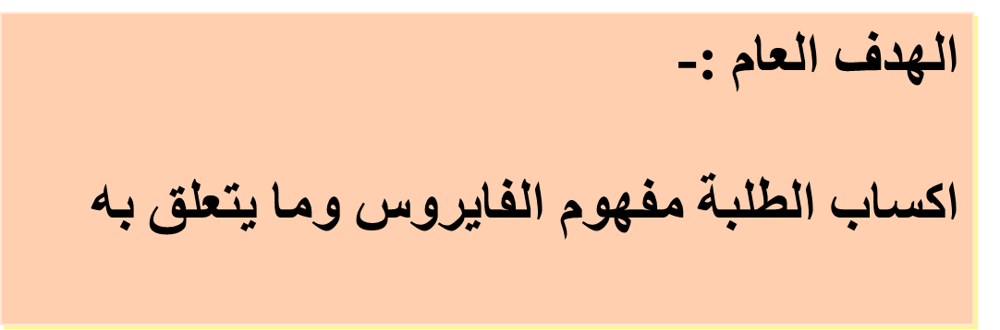 الهدف العام :-
اكساب الطلبة مفهوم الفايروس وما يتعلق به